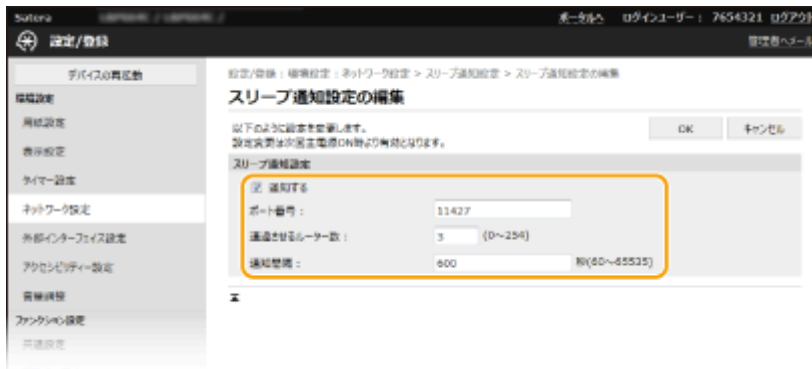 Satera
ポータルへ ログインユーザー： 7654321 ログアウト
設定/登録
管理者へメール
デバイスの再起動
設定/登録 : 環境設定 : ネットワーク設定 > スリープ通知設定 > スリープ通知設定の編集
環境設定
スリープ通知設定の編集
用紙設定
以下のように設定を変更します。
OK キャンセル
表示設定
設定変更は次回主電源ON時より有効となります。
スリープ通知設定
タイマー設定
通知する
ネットワーク設定
ポート番号： 11427
外部インターフェイス設定
通過させるルーター数： 3 (0～254)
アクセシビリティー設定
通知間隔： 600 秒(60～65535)
音量調整
ファンクション設定
共通設定